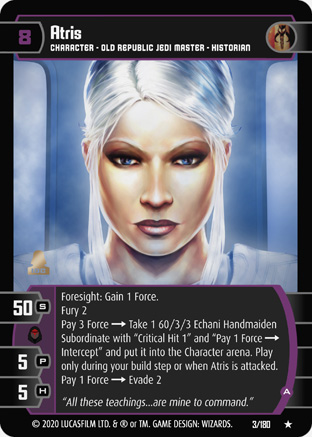 8
Atris
CHARACTER - OLD REPUBLIC JEDI MASTER - HISTORIAN
50 S
5 P
5 H
Foresight: Gain 1 Force.
Fury 2
Pay 3 Force → Take 1 60/3/3 Echani Handmaiden
Subordinate with “Critical Hit 1” and “Pay 1 Force →
Intercept” and put it into the Character arena. Play
only during your build step or when Atris is attacked.
Pay 1 Force → Evade 2
“All these teachings...are mine to command.”
A
© 2020 LUCASFILM LTD. & ® or TM. GAME DESIGN: WIZARDS.
3/180 ★